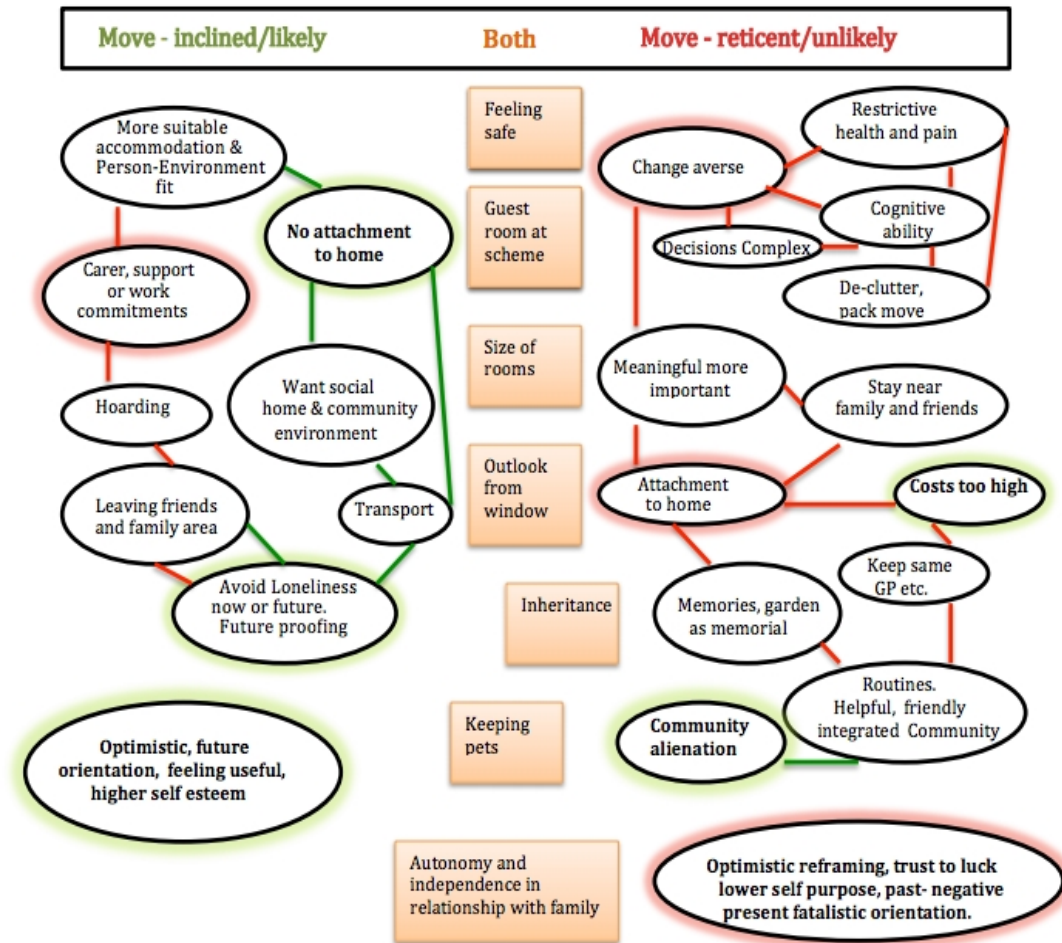 Move - inclined/likely
Both
Move - reticent/unlikely
More suitable
accommodation &
Person-Environment
fit
No attachment
to home
Carer, support
or work
commitments
Want social
home & community
environment
Hoarding
Leaving friends
and family area
Transport
Avoid Loneliness
now or future.
Future proofing
Optimistic, future
orientation, feeling useful,
higher self esteem
Feeling
safe
Guest
room at
scheme
Size of
rooms
Outlook
from
window
Inheritance
Keeping
pets
Autonomy and
independence in
relationship with family
Restrictive
health and pain
Change averse
Cognitive
ability
Decisions Complex
De-clutter,
pack move
Meaningful more
important
Stay near
family and friends
Attachment
to home
Costs too high
Keep same
GP etc.
Memories, garden
as memorial
Routines.
Helpful, friendly
integrated Community
Community
alienation
Optimistic reframing, trust to luck
lower self purpose, past- negative
present fatalistic orientation.